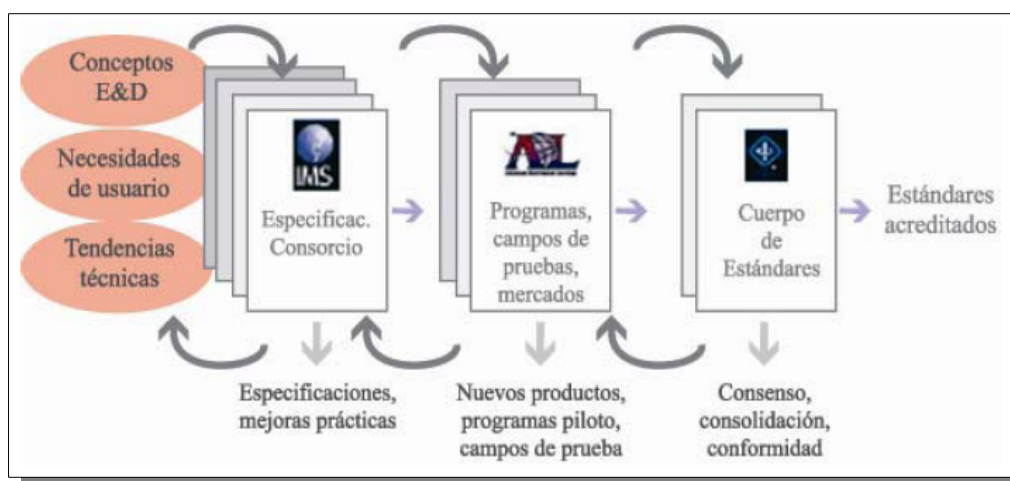 Conceptos
E&D
Necesidades
de usuario
Tendencias
técnicas
IMS
Especificac.
Consorcio
ADL
Programas,
campos de
pruebas,
mercados
Cuerpo
de
Estándares
Estándares
acreditados
Especificaciones,
mejoras prácticas
Nuevos productos,
programas piloto,
campos de prueba
Consenso,
consolidación,
conformidad